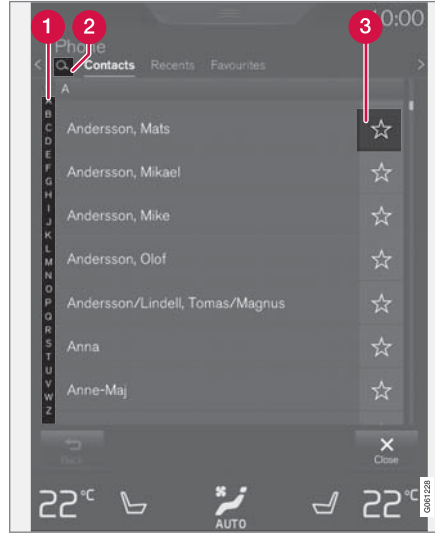 10:00
1
2
3
Phone
Contacts Recents Favourites
A
A
B
C
D
E
F
G
H
I
J
K
L
M
N
O
P
Q
R
S
T
U
V
W
Z
Andersson, Mats
Andersson, Mikael
Andersson, Mike
Andersson, Olof
Andersson/Lindell, Tomas/Magnus
Anna
Anne-Maj
Back
Close
22°C
AUTO
22°C
G061228